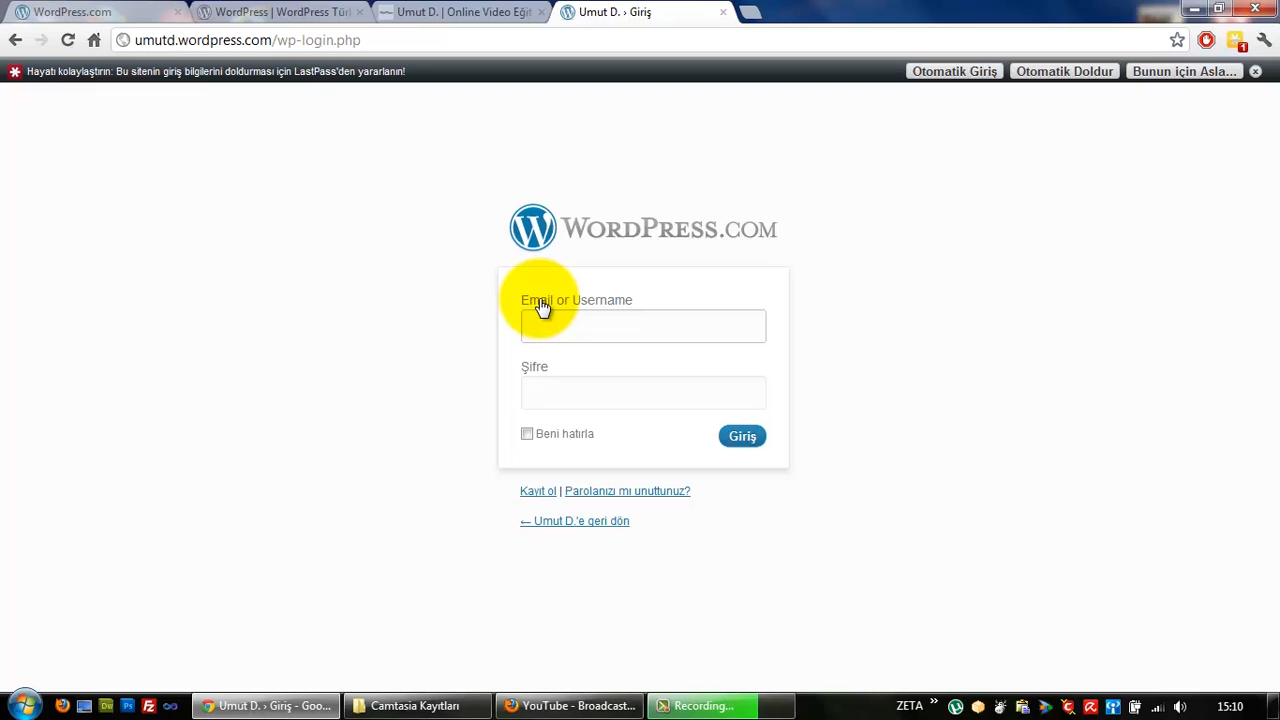 WordPress.com
WordPress | WordPress Tür
Umut D. | Online Video Eğit
Umut D. › Giriş
umutd.wordpress.com/wp-login.php
1
Hayatı kolaylaştırın: Bu sitenin giriş bilgilerini doldurması için LastPass'den yararlanın!
Otomatik Giriş
Otomatik Doldur
Bunun için Asla...
WORDPRESS.COM
Email or Username
Şifre
Beni hatırla
Giriş
Kayıt ol | Parolanızı mı unuttunuz?
← Umut D.'e geri dön
Umut D. › Giriş - Goo...
Camtasia Kayıtları
YouTube - Broadcast...
Recording...
ZETA
15:10